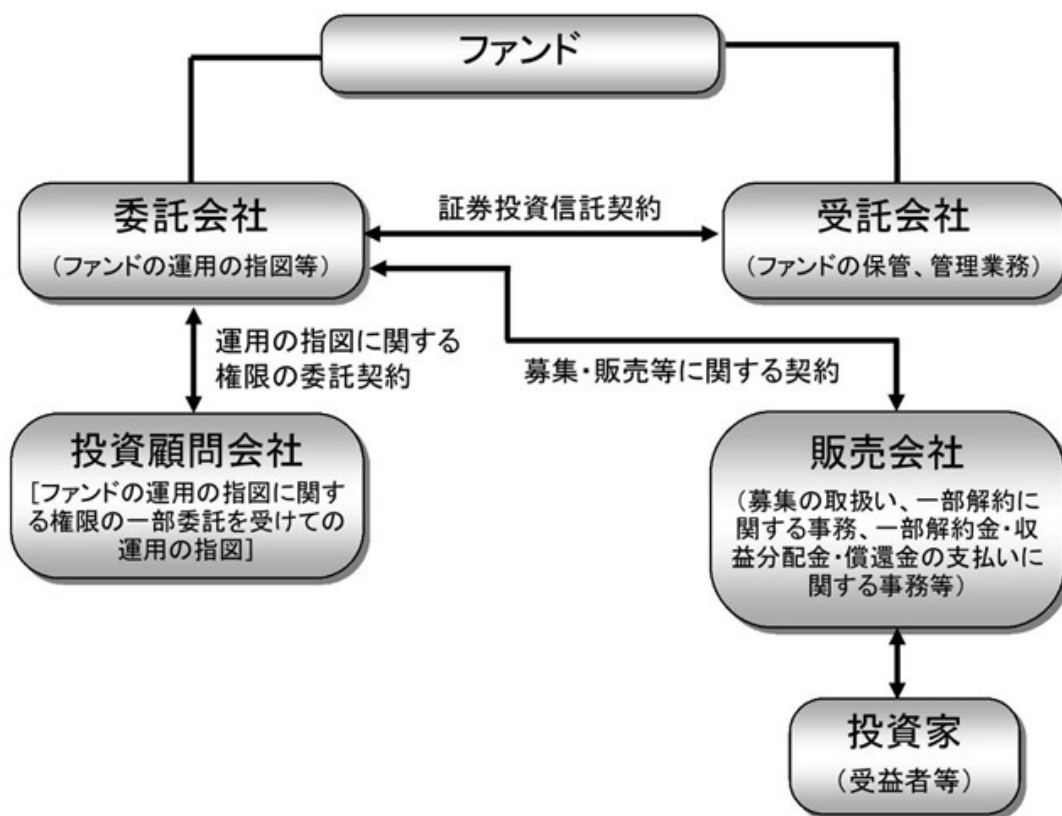 ファンド
委託会社
(ファンドの運用の指図等)
証券投資信託契約
受託会社
(ファンドの保管、管理業務)
運用の指図に関する
権限の委託契約
募集・販売等に関する契約
投資顧問会社
[ファンドの運用の指図に関す
る権限の一部委託を受けての
運用の指図]
販売会社
(募集の取扱い、一部解約に
関する事務、一部解約金・収
益分配金・償還金の支払いに
関する事務等)
投資家
(受益者等)